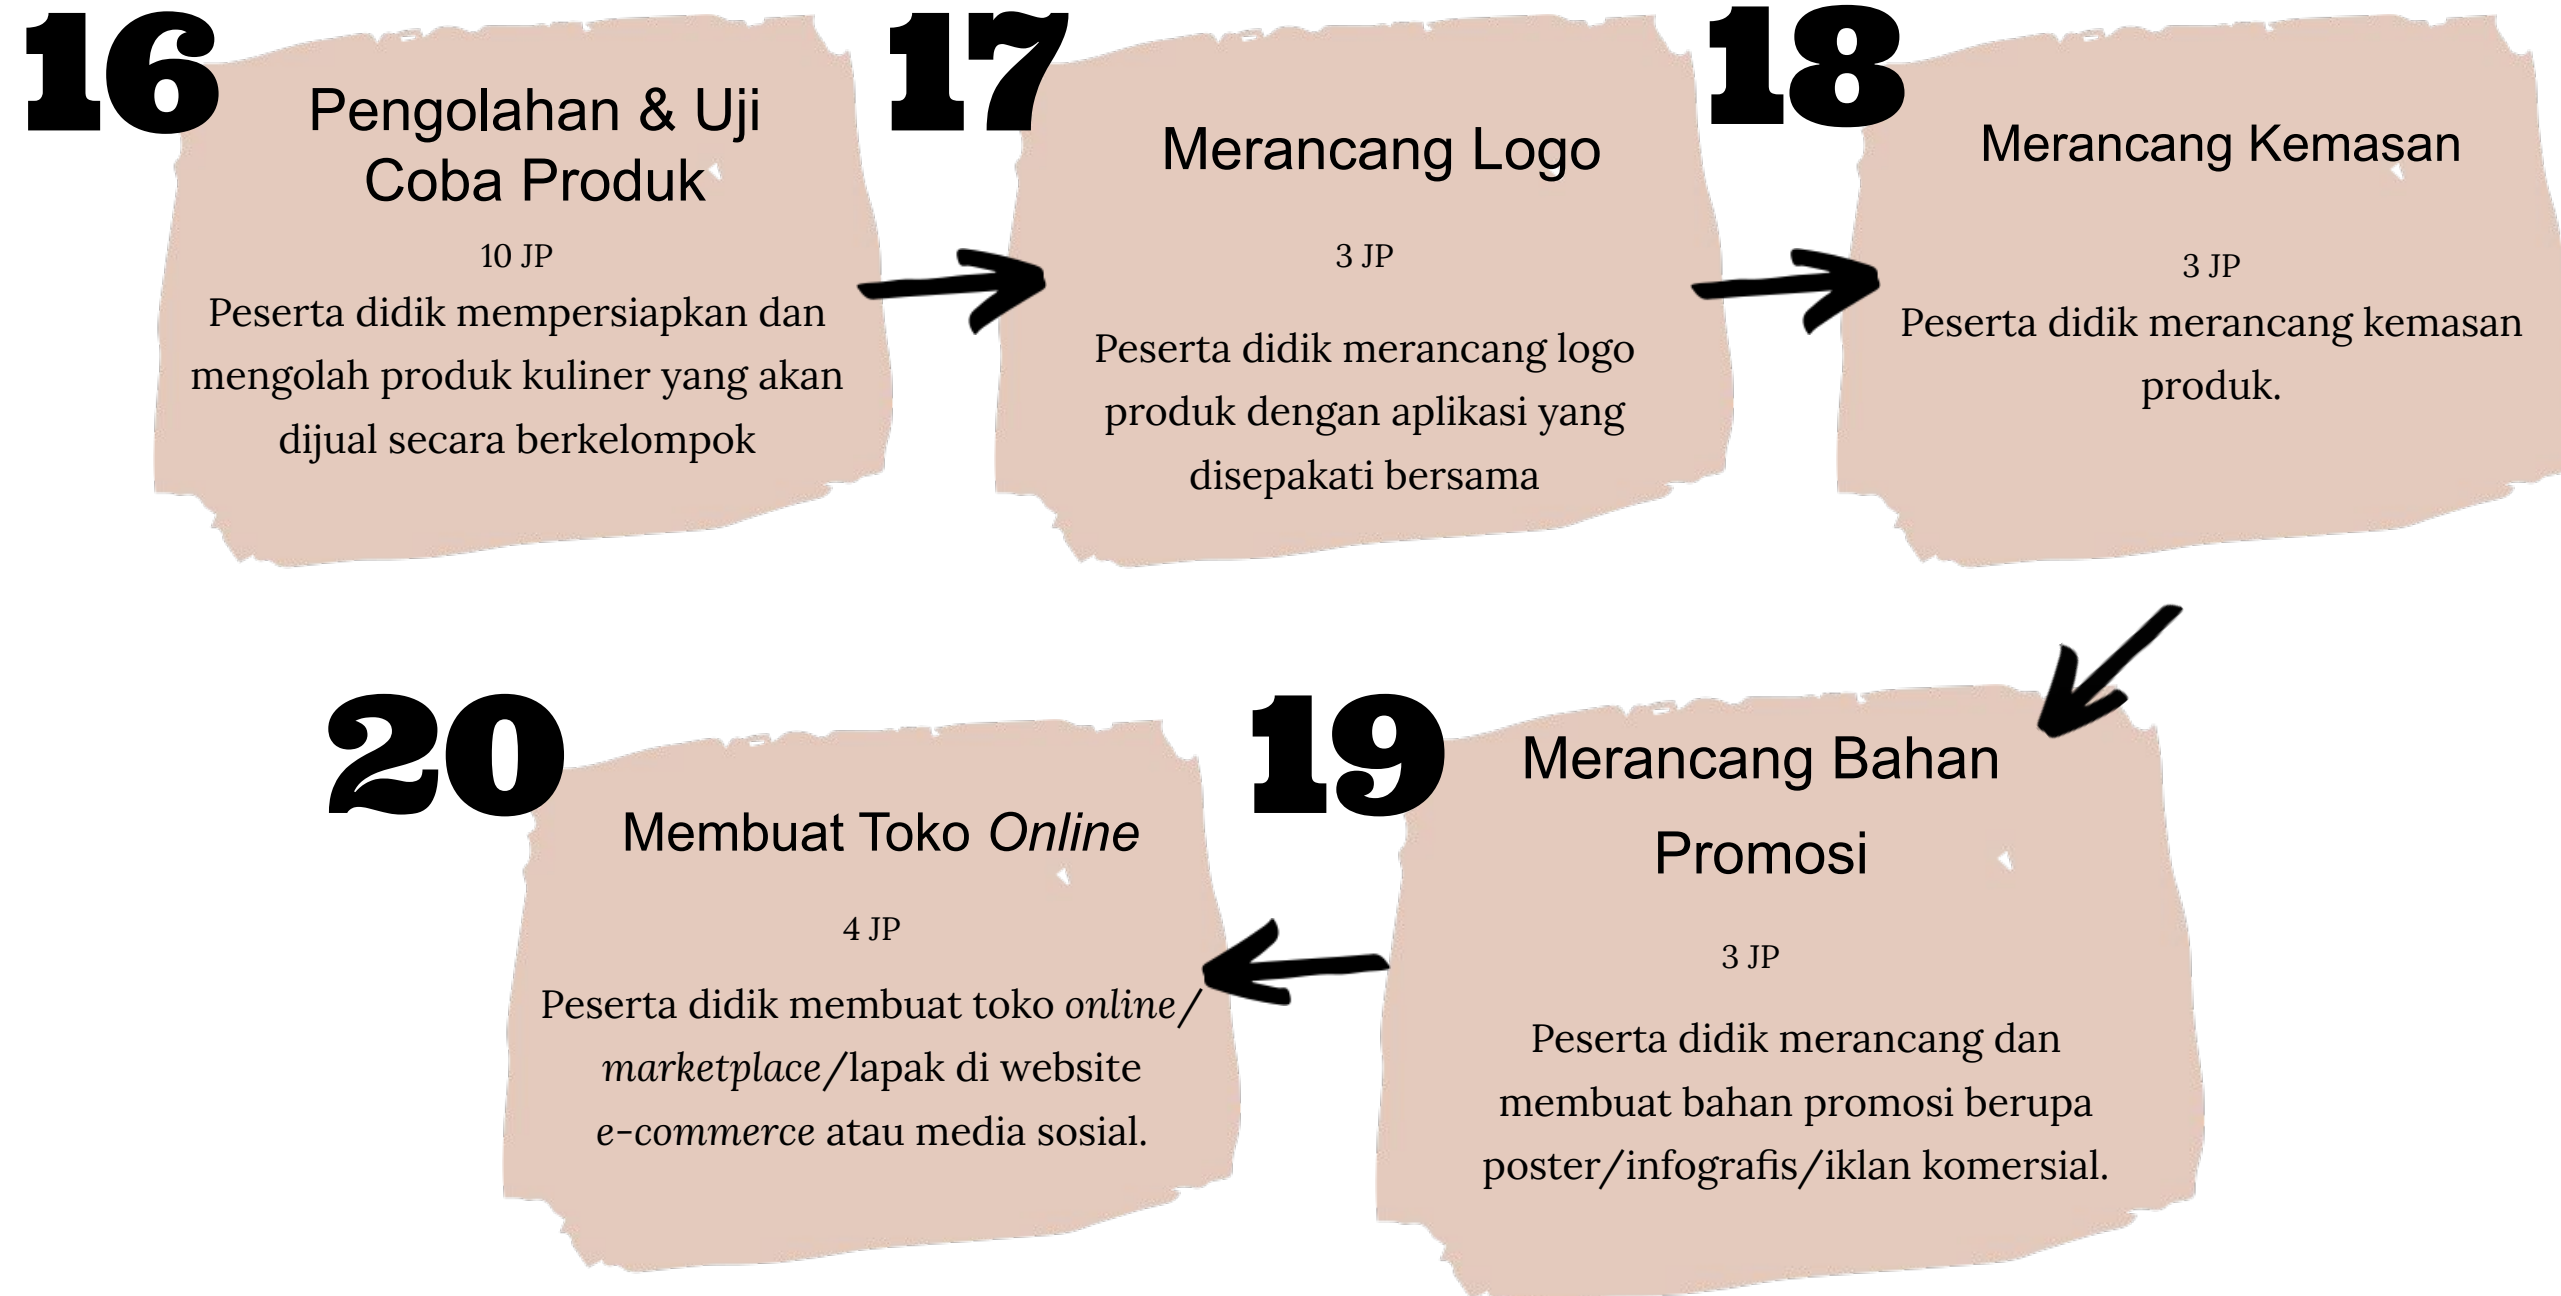 16
Pengolahan & Uji
Coba Produk
10 JP
Peserta didik mempersiapkan dan
mengolah produk kuliner yang akan
dijual secara berkelompok
17
Merancang Logo
3 JP
Peserta didik merancang logo
produk dengan aplikasi yang
disepakati bersama
18
Merancang Kemasan
3 JP
Peserta didik merancang kemasan
produk.
19
Merancang Bahan
Promosi
3 JP
Peserta didik merancang dan
membuat bahan promosi berupa
poster/infografis/iklan komersial.
20
Membuat Toko Online
4 JP
Peserta didik membuat toko online/
marketplace/lapak di website
e-commerce atau media sosial.